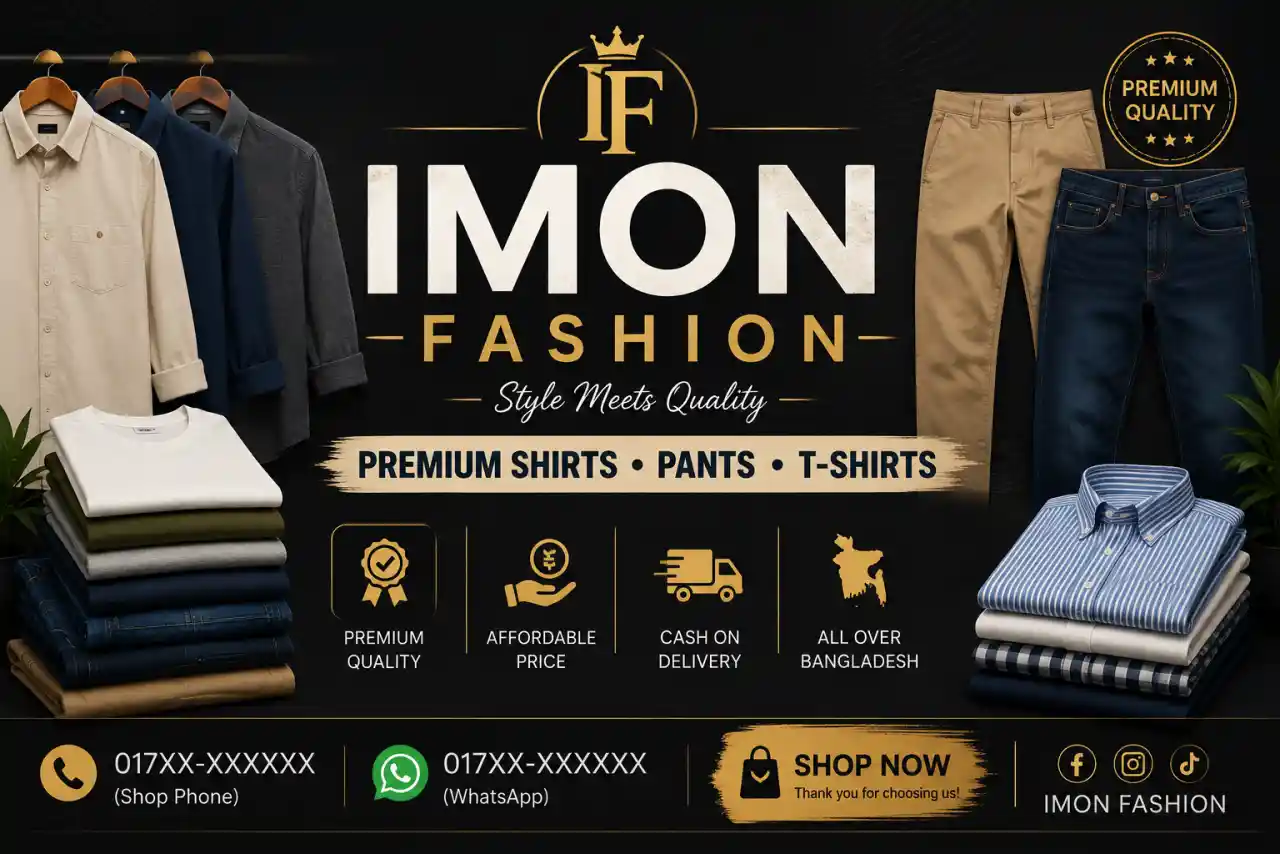 IF
PREMIUM
QUALITY
IMON
FASHION
Style Meets Quality
PREMIUM SHIRTS • PANTS • T-SHIRTS
PREMIUM
QUALITY
AFFORDABLE
PRICE
CASH ON
DELIVERY
ALL OVER
BANGLADESH
017XX-XXXXXX
(Shop Phone)
017XX-XXXXXX
(WhatsApp)
SHOP NOW
Thank you for choosing us!
IMON FASHION